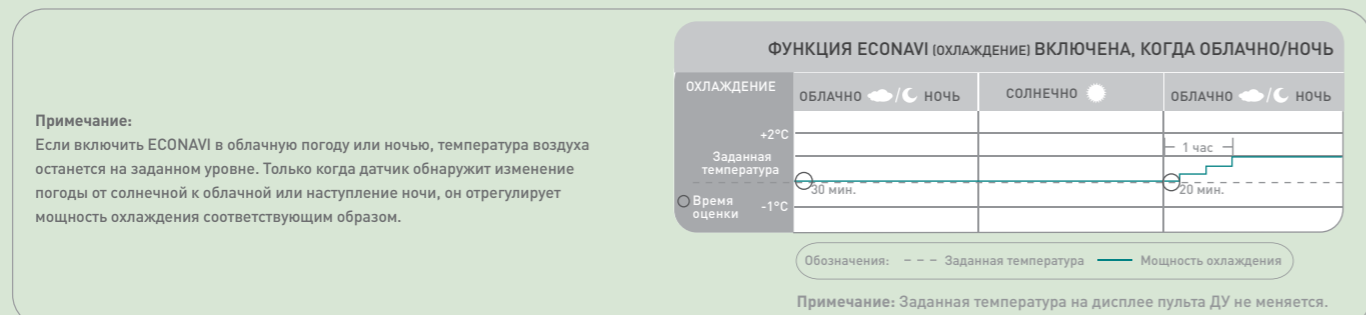 Примечание:
Если включить ECONAVI в облачную погоду или ночью, температура воздуха
останется на заданном уровне. Только когда датчик обнаружит изменение
погоды от солнечной к облачной или наступление ночи, он отрегулирует
мощность охлаждения соответствующим образом.
ФУНКЦИЯ ECONAVI (ОХЛАЖДЕНИЕ) ВКЛЮЧЕНА, КОГДА ОБЛАЧНО/НОЧЬ
ОХЛАЖДЕНИЕ
ОБЛАЧНО / НОЧЬ
СОЛНЕЧНО
ОБЛАЧНО / НОЧЬ
+2°C
1 час
Заданная
температура
30 мин.
20 мин.
Время
оценки
-1°C
Обозначения: Заданная температура Мощность охлаждения
Примечание: Заданная температура на дисплее пульта ДУ не меняется.